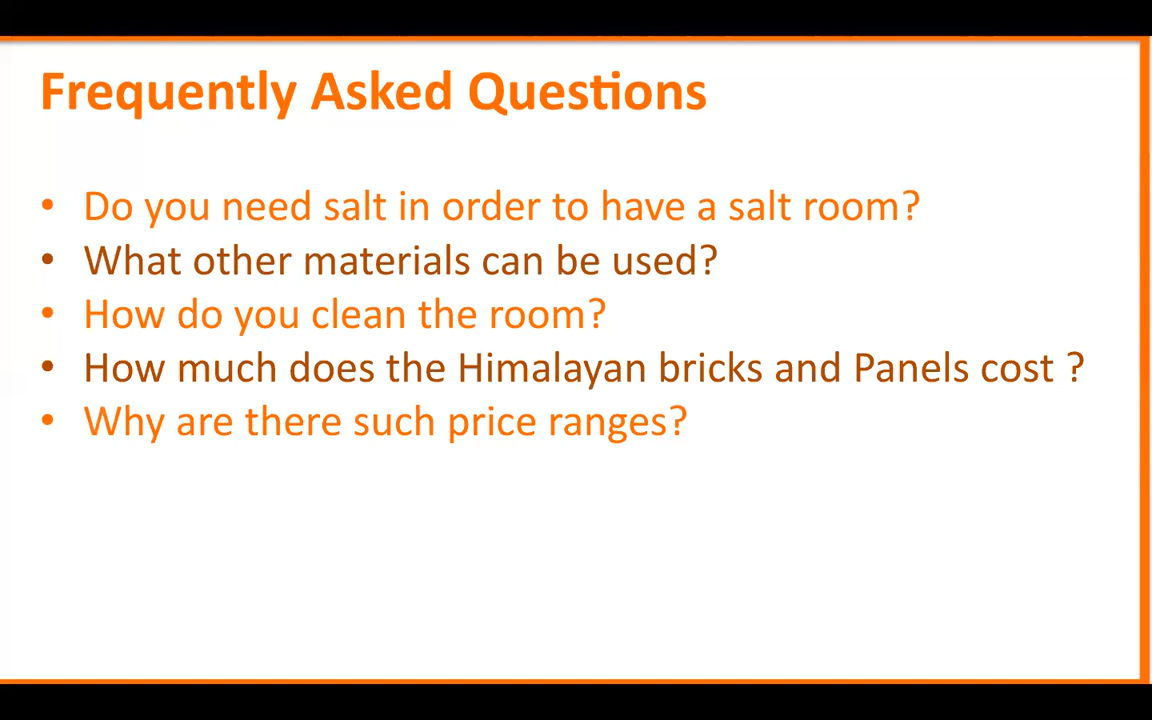 Frequently Asked Questions
• Do you need salt in order to have a salt room?
• What other materials can be used?
• How do you clean the room?
• How much does the Himalayan bricks and Panels cost ?
• Why are there such price ranges?